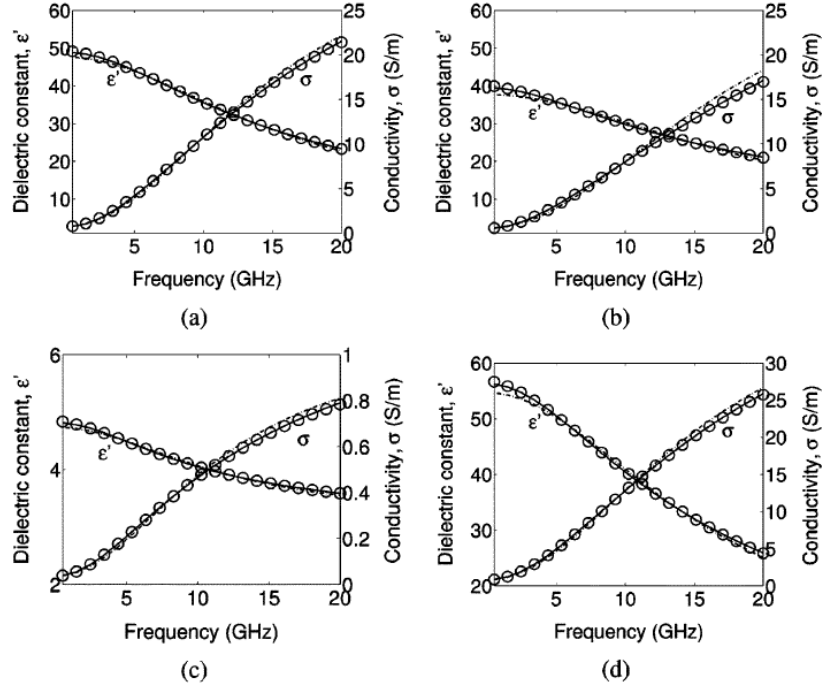 60
50
40
30
20
10
Dielectric constant, ε'
ε'
σ
25
20
15
10
5
0
Conductivity, σ (S/m)
5 10 15 20
Frequency (GHz)
(a)
60
50
40
30
20
10
Dielectric constant, ε'
ε'
σ
25
20
15
10
5
0
Conductivity, σ (S/m)
5 10 15 20
Frequency (GHz)
(b)
6
4
2
Dielectric constant, ε'
ε'
σ
1
0.8
0.6
0.4
0.2
0
Conductivity, σ (S/m)
5 10 15 20
Frequency (GHz)
(c)
60
50
40
30
20
Dielectric constant, ε'
ε'
σ
30
25
20
15
10
5
0
Conductivity, σ (S/m)
5 10 15 20
Frequency (GHz)
(d)